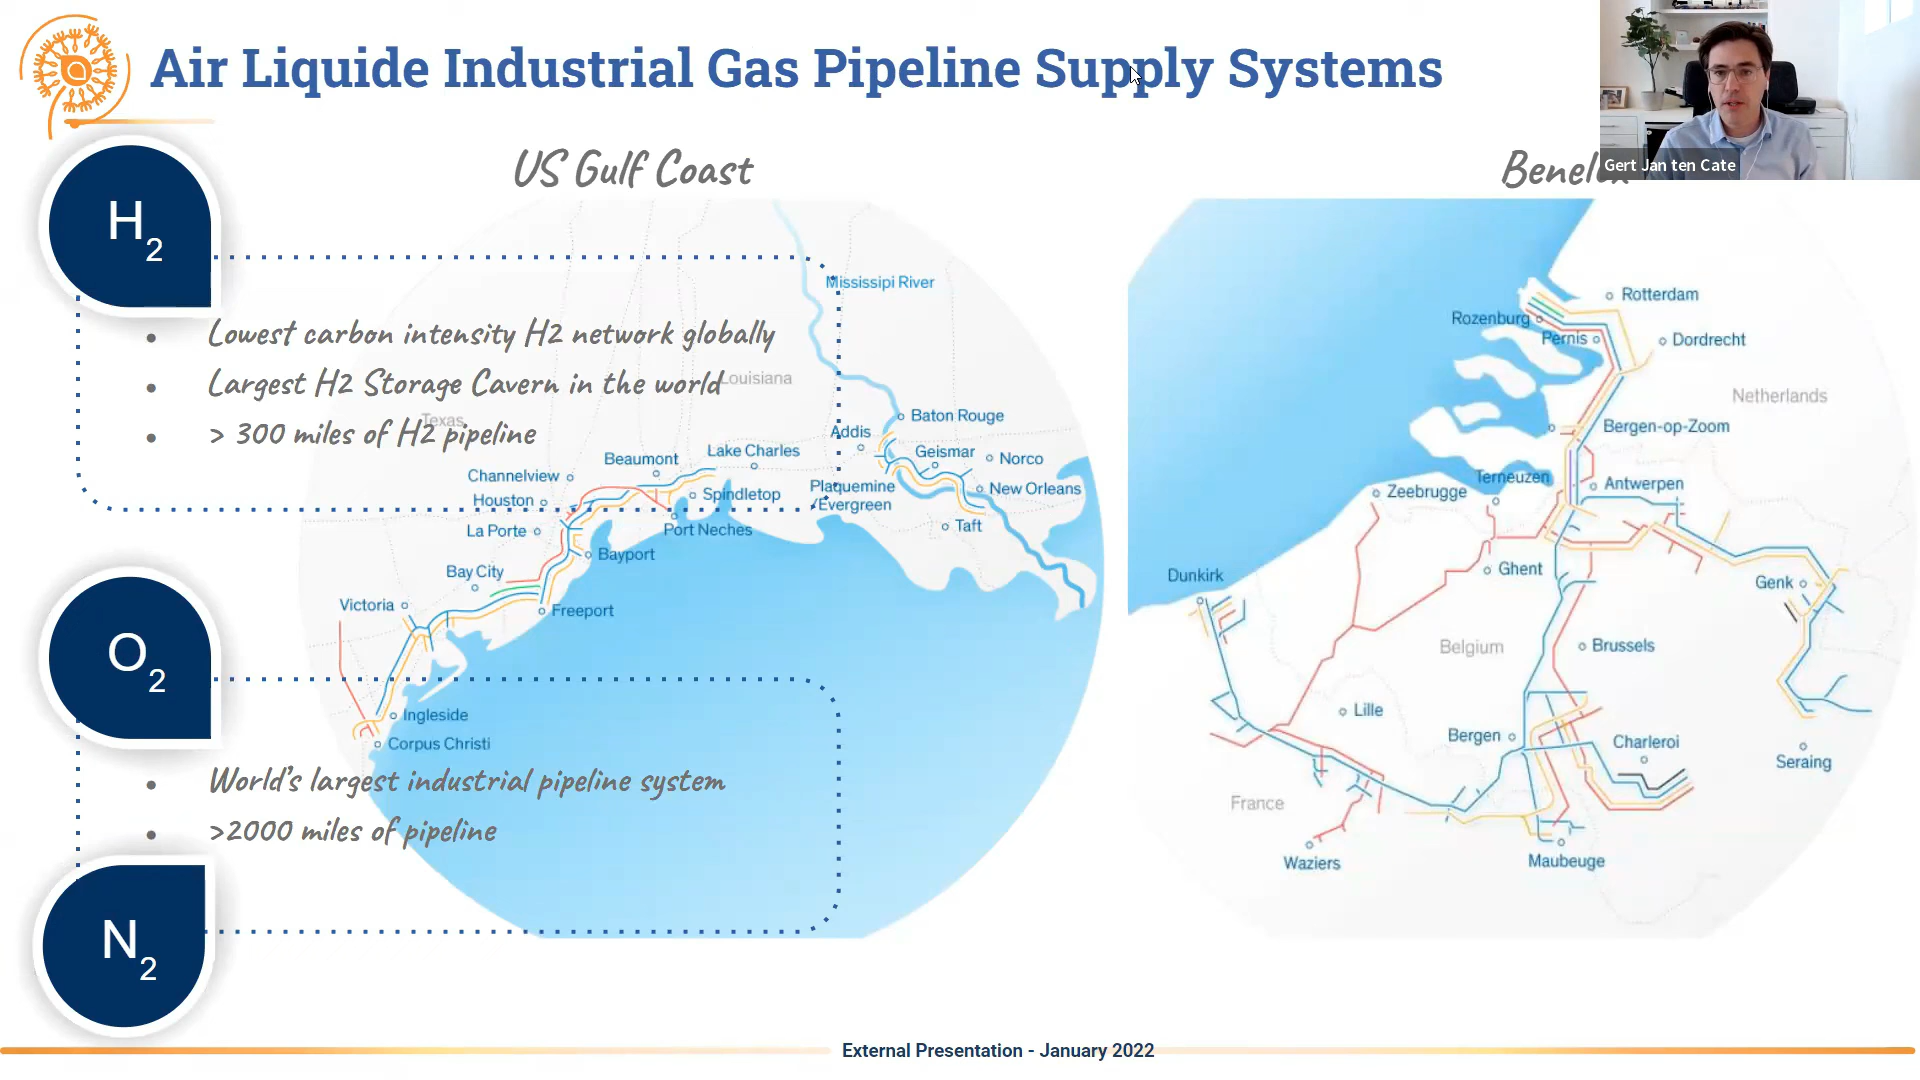 Air Liquide Industrial Gas Pipeline Supply Systems
Gert Jan ten Cate
US Gulf Coast
Benelux
H2
Lowest carbon intensity H2 network globally
Largest H2 Storage Cavern in the world
> 300 miles of H2 pipeline
O2
World's largest industrial pipeline system
>2000 miles of pipeline
N2
Mississipi River
Louisiana
Texas
Baton Rouge
Addis
Geismar
Norco
Lake Charles
Beaumont
Channelview
Houston
Spindletop
Plaquemine
/Evergreen
New Orleans
Taft
La Porte
Port Neches
Bayport
Bay City
Victoria
Freeport
Ingleside
Corpus Christi
Rotterdam
Rozenburg
Pernis
Dordrecht
Netherlands
Bergen-op-Zoom
Terneuzen
Zeebrugge
Antwerpen
Dunkirk
Ghent
Genk
Belgium
Brussels
Lille
Bergen
Charleroi
Seraing
France
Waziers
Maubeuge
External Presentation - January 2022